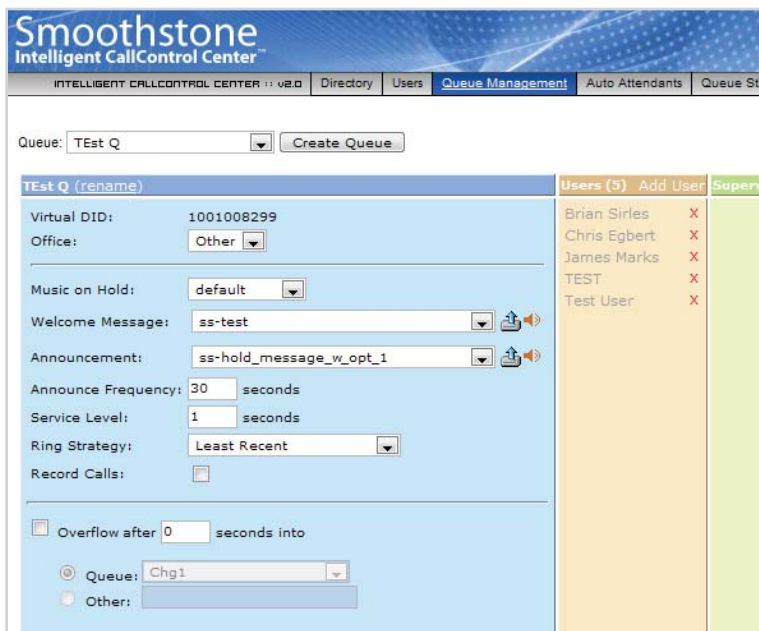 Smoothstone
Intelligent CallControl Center™
INTELLIGENT CALLCONTROL CENTER :: v2.0 Directory Users Queue Management Auto Attendants Queue St
Queue: TEst Q Create Queue
TEst Q (rename)
Virtual DID: 1001008299
Office: Other
Music on Hold: default
Welcome Message: ss-test
Announcement: ss-hold_message_w_opt_1
Announce Frequency: 30 seconds
Service Level: 1 seconds
Ring Strategy: Least Recent
Record Calls:
Overflow after 0 seconds into
Queue: Chg1
Other:
Users (5) Add User
Brian Sirles X
Chris Egbert X
James Marks X
TEST X
Test User X
Superv